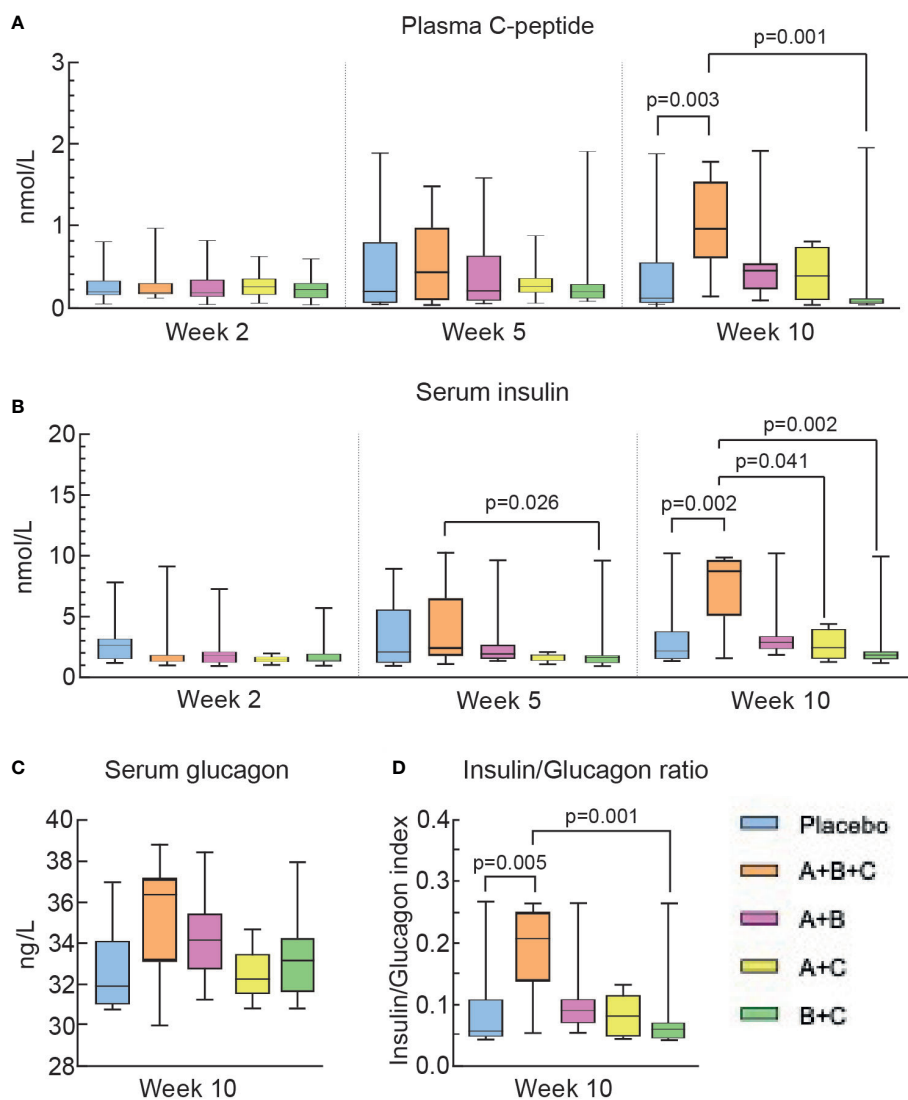 A
Plasma C-peptide
p=0.001
p=0.003
3
2
1
0
nmol/L
Week 2
Week 5
Week 10
B
Serum insulin
p=0.002
p=0.041
p=0.026
p=0.002
20
15
10
5
0
nmol/L
Week 2
Week 5
Week 10
C
Serum glucagon
40
38
36
34
32
30
28
ng/L
Week 10
D
Insulin/Glucagon ratio
p=0.001
p=0.005
0.4
0.3
0.2
0.1
0.0
Insulin/Glucagon index
Week 10
Placebo
A+B+C
A+B
A+C
B+C